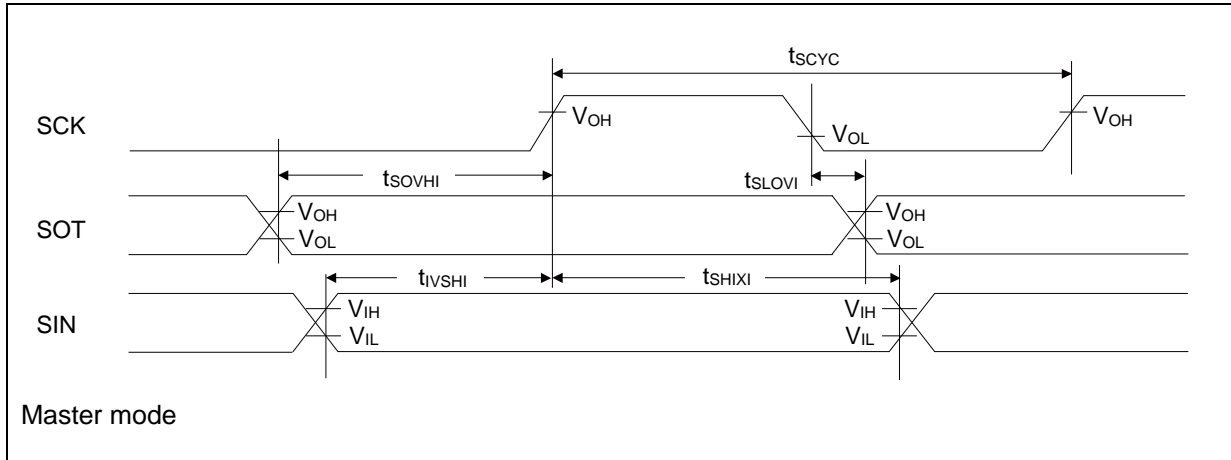 tSCYC
SCK
VOH
VOL
VOH
tSOVHI
tSLOVI
SOT
VOH
VOL
VOH
VOL
tIVSHI
tSHIXI
SIN
VIH
VIL
VIH
VIL
Master mode